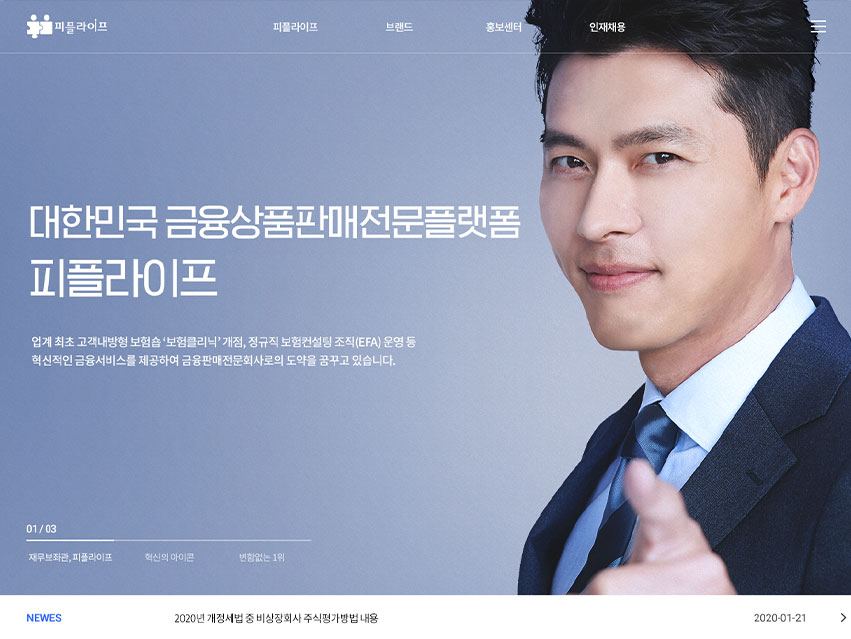 피플라이프
피플라이프 브랜드 홍보센터 인재채용
대한민국 금융상품판매전문플랫폼
피플라이프
업계 최초 고객내방형 보험숍 ‘보험클리닉’ 개점, 정규직 보험컨설팅 조직(EFA) 운영 등
혁신적인 금융서비스를 제공하여 금융판매전문회사로의 도약을 꿈꾸고 있습니다.
01 / 03
재무보좌관, 피플라이프 혁신의 아이콘 변함없는 1위
NEWES 2020년 개정세법 중 비상장회사 주식평가방법 내용 2020-01-21